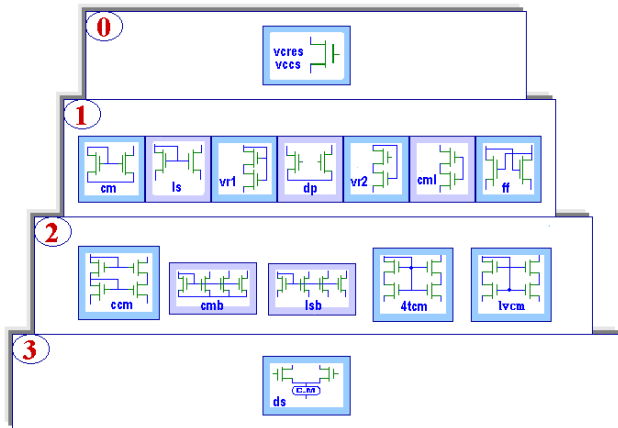 0
vcres
vccs
1
cm
ls
vr1
dp
vr2
cml
ff
2
ccm
cmb
lsb
4tcm
lvcm
3
C.M
ds